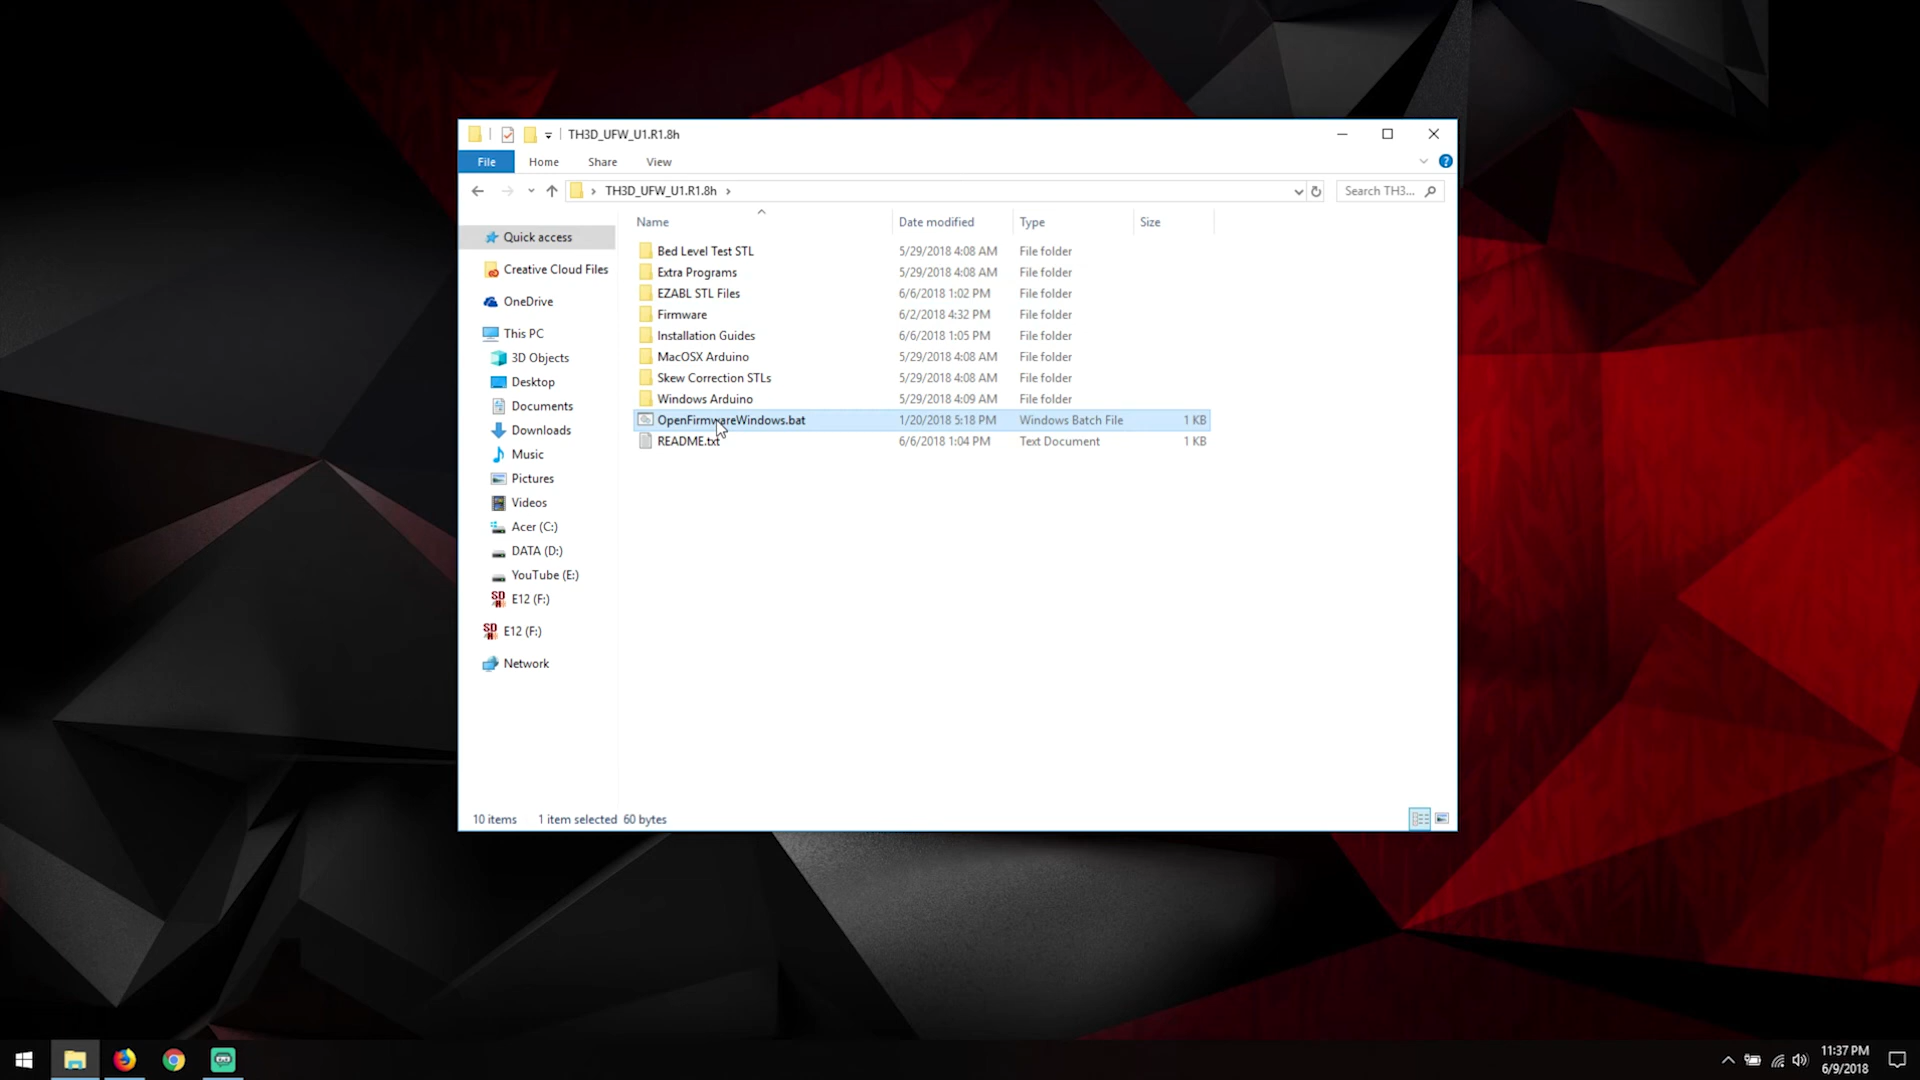 TH3D_UFW_U1.R1.8h
File Home Share View
TH3D_UFW_U1.R1.8h
Search TH3...
Name Date modified Type Size
Quick access
Creative Cloud Files
OneDrive
This PC
3D Objects
Desktop
Documents
Downloads
Music
Pictures
Videos
Acer (C:)
DATA (D:)
YouTube (E:)
E12 (F:)
E12 (F:)
Network
Bed Level Test STL 5/29/2018 4:08 AM File folder
Extra Programs 5/29/2018 4:08 AM File folder
EZABL STL Files 6/6/2018 1:02 PM File folder
Firmware 6/2/2018 4:32 PM File folder
Installation Guides 6/6/2018 1:05 PM File folder
MacOSX Arduino 5/29/2018 4:08 AM File folder
Skew Correction STLs 5/29/2018 4:08 AM File folder
Windows Arduino 5/29/2018 4:09 AM File folder
OpenFirmwareWindows.bat 1/20/2018 5:18 PM Windows Batch File 1 KB
README.txt 6/6/2018 1:04 PM Text Document 1 KB
10 items 1 item selected 60 bytes
11:37 PM
6/9/2018